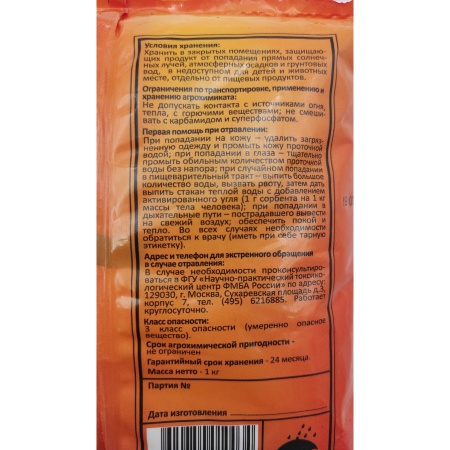 Условия хранения:
Хранить в закрытых помещениях, защищаю-
щих продукт от попадания прямых солнеч-
ных лучей, атмосферных осадков и грунтовых
вод, в недоступном для детей и животных
месте, отдельно от пищевых продуктов.
Ограничения по транспортировке, применению и
хранению агрохимиката:
Не допускать контакта с источниками огня,
тепла, с горючими веществами; не смеши-
вать с карбамидом и суперфосфатом;
Первая помощь при отравлении:
При попадании на кожу – удалить загряз-
ненную одежду и промыть кожу проточной
водой; при попадании в глаза – тщательно
промыть обильным количеством проточной
воды без напора; при случайном попадании
в пищеварительный тракт – выпить большое
количество воды, вызвать рвоту, затем дать
выпить стакан теплой воды с добавлением
активированного угля (1 г сорбента на 1 кг
массы тела человека); при попадании в
дыхательные пути – пострадавшего вывести
на свежий воздух; обеспечить покой и
тепло. Во всех случаях необходимости
обратиться к врачу (иметь при себе тарную
этикетку).
Адрес и телефон для экстренного обращения
в случае отравления:
В случае необходимости проконсультиро-
ваться в ФГУ «Научно-практический токсико-
логический центр ФМБА России» по адресу:
129030, г. Москва, Сухаревская площадь д.3,
корпус 7, тел. (495) 6216885. Работает
круглосуточно.
Класс опасности:
3 класс опасности (умеренно опасное
вещество).
Срок агрохимической пригодности -
не ограничен
Гарантийный срок хранения - 24 месяца.
Масса нетто - 1 кг
Партия №
Дата изготовления